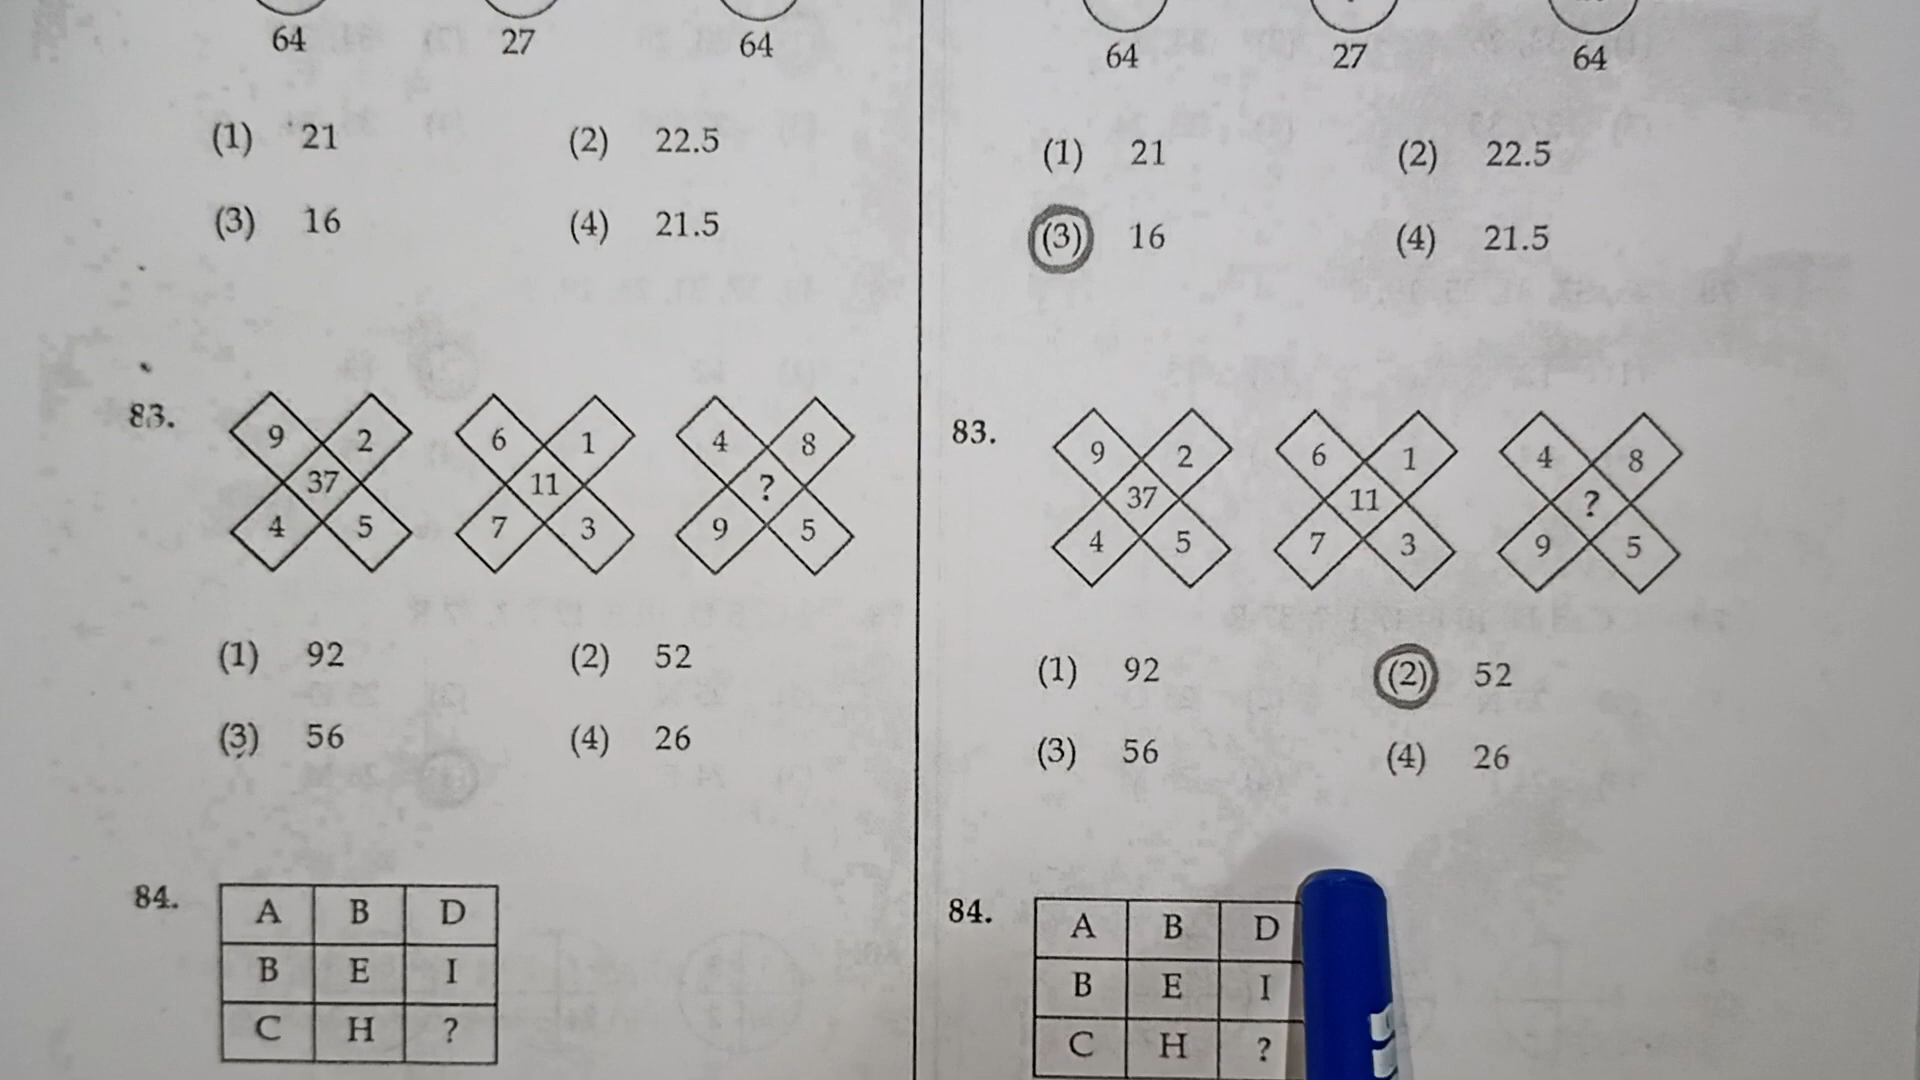 64 27 64
(1) 21 (2) 22.5
(3) 16 (4) 21.5
83.
9 2 6 1 4 8
37 11 ?
4 5 7 3 9 5
(1) 92 (2) 52
(3) 56 (4) 26
84.
A B D
B E I
C H ?
64 27 64
(1) 21 (2) 22.5
(3) 16 (4) 21.5
83.
9 2 6 1 4 8
37 11 ?
4 5 7 3 9 5
(1) 92 (2) 52
(3) 56 (4) 26
84.
A B D
B E I
C H ?